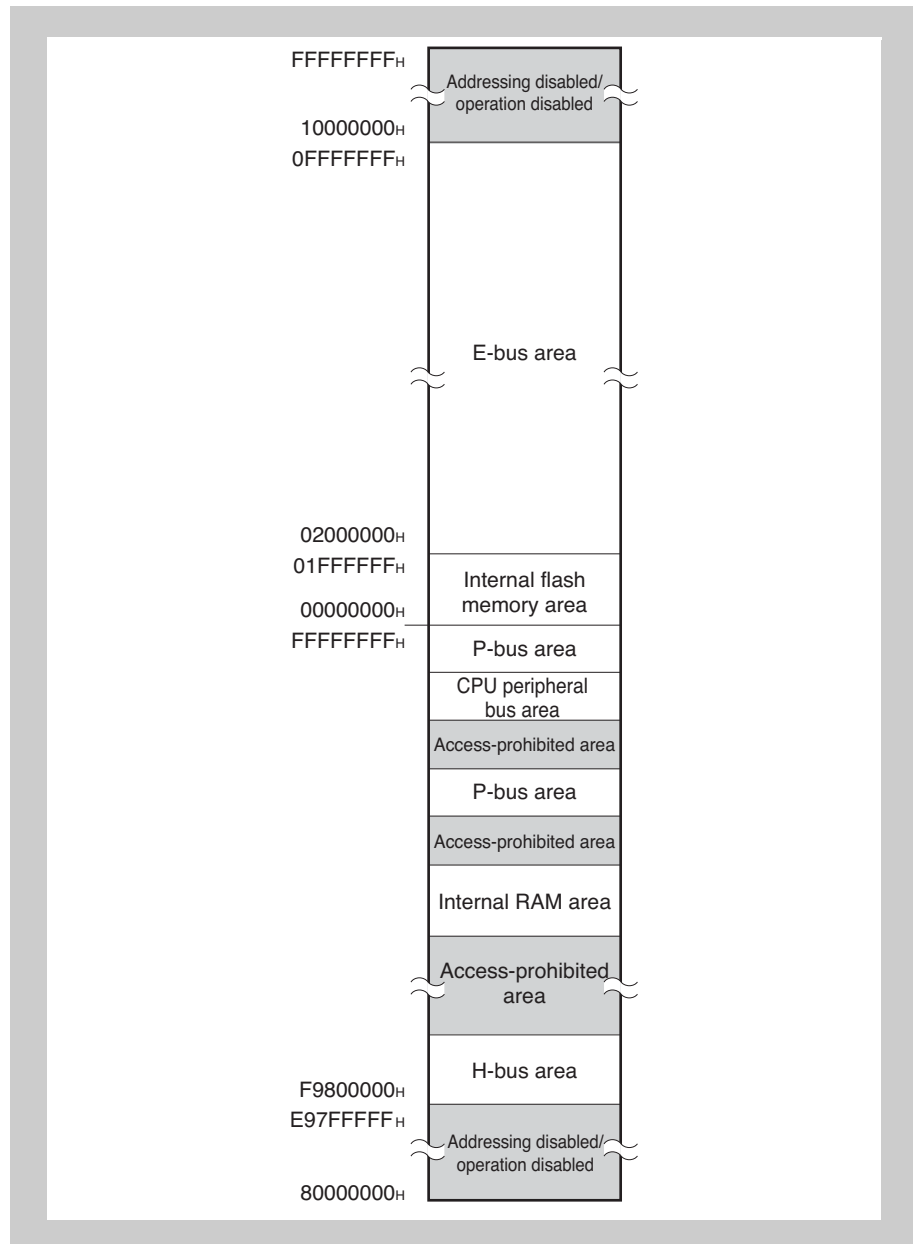 FFFFFFFFH
Addressing disabled/
operation disabled
10000000H
0FFFFFFFH
E-bus area
02000000H
01FFFFFFH
Internal flash
memory area
00000000H
FFFFFFFFH
P-bus area
CPU peripheral
bus area
Access-prohibited area
P-bus area
Access-prohibited area
Internal RAM area
Access-prohibited
area
H-bus area
F9800000H
E97FFFFFH
Addressing disabled/
operation disabled
80000000H